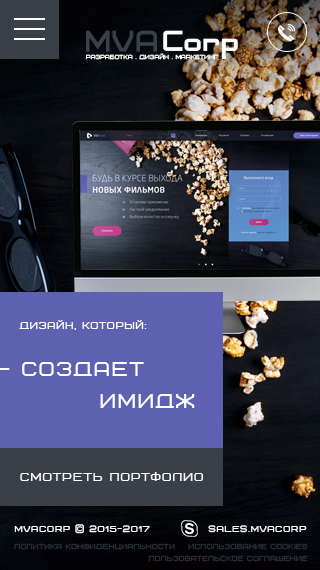 MVACorp
РАЗРАБОТКА . ДИЗАЙН . МАРКЕТИНГ
БУДЬ В КУРСЕ ВЫХОДА
НОВЫХ ФИЛЬМОВ
ДИЗАЙН, КОТОРЫЙ:
– СОЗДАЕТ
ИМИДЖ
СМОТРЕТЬ ПОРТФОЛИО
MVACORP © 2015-2017
SALES.MVACORP
ПОЛИТИКА КОНФИДЕНЦИАЛЬНОСТИ
ИСПОЛЬЗОВАНИЕ COOKIES
ПОЛЬЗОВАТЕЛЬСКОЕ СОГЛАШЕНИЕ